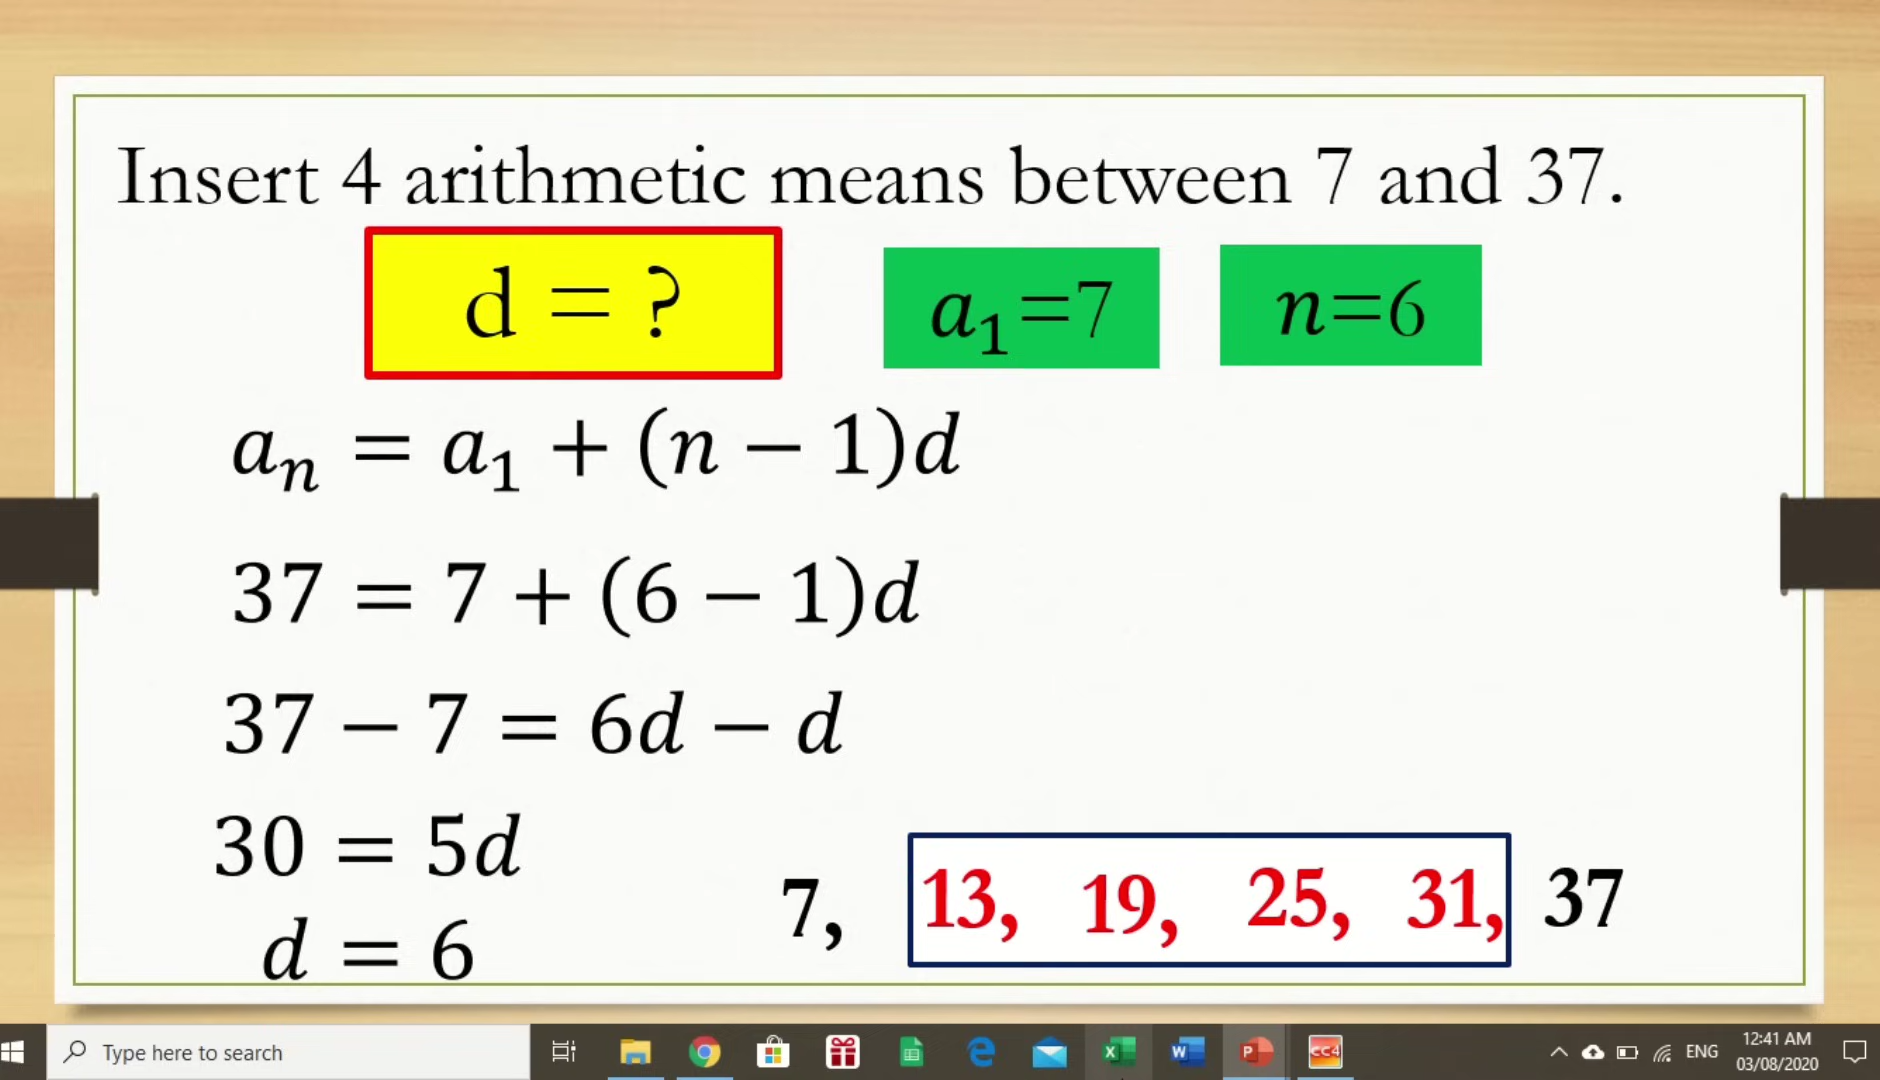 Insert 4 arithmetic means between 7 and 37.
d = ?
a₁=7
n=6
aₙ = a₁ + (n − 1)d
37 = 7 + (6 − 1)d
37 − 7 = 6d − d
30 = 5d
d = 6
7, 13, 19, 25, 31, 37
Type here to search
X
W
P
CC4
ENG
12:41 AM
03/08/2020